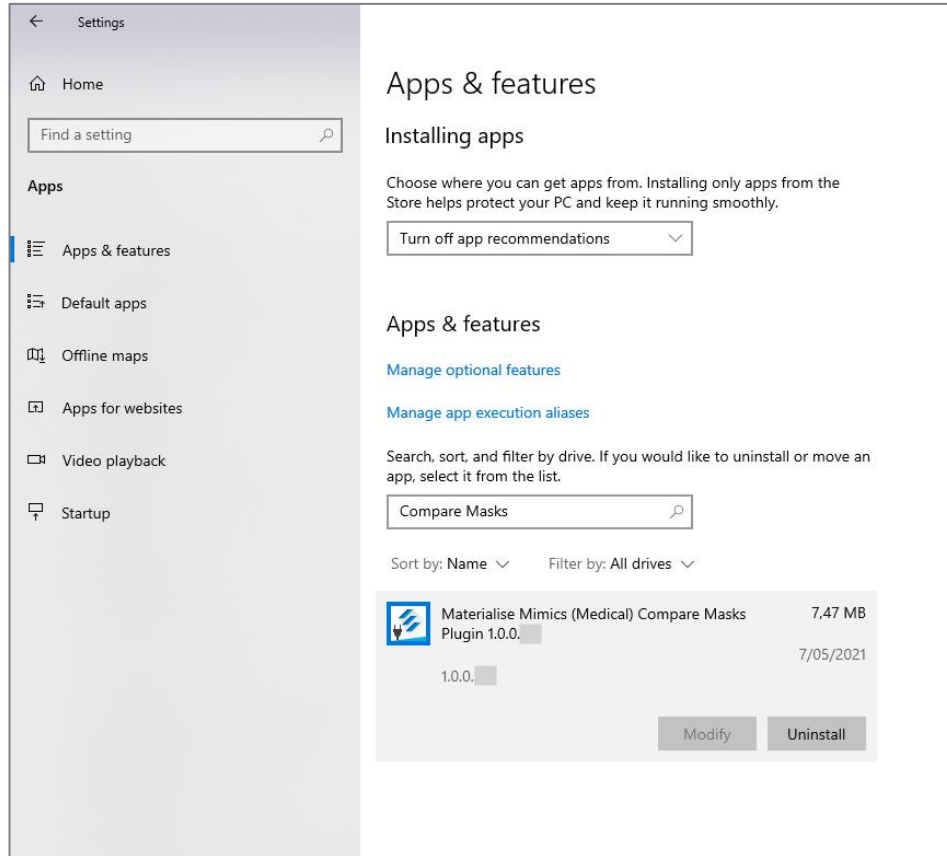 Settings
Home
Find a setting
Apps
Apps & features
Default apps
Offline maps
Apps for websites
Video playback
Startup
Apps & features
Installing apps
Choose where you can get apps from. Installing only apps from the
Store helps protect your PC and keep it running smoothly.
Turn off app recommendations
Apps & features
Manage optional features
Manage app execution aliases
Search, sort, and filter by drive. If you would like to uninstall or move an
app, select it from the list.
Compare Masks
Sort by: Name Filter by: All drives
Materialise Mimics (Medical) Compare Masks 7,47 MB
Plugin 1.0.0.
7/05/2021
1.0.0.
Modify Uninstall